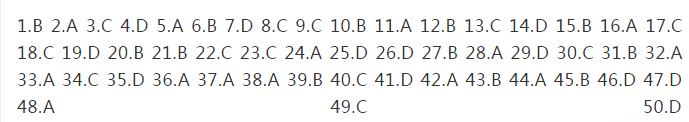 1.B 2.A 3.C 4.D 5.A 6.B 7.D 8.C 9.C 10.B 11.A 12.B 13.C 14.D 15.B 16.A 17.C
18.C 19.D 20.B 21.B 22.C 23.C 24.A 25.D 26.D 27.B 28.A 29.D 30.C 31.B 32.A
33.A 34.C 35.D 36.A 37.A 38.A 39.B 40.C 41.D 42.A 43.B 44.A 45.B 46.D 47.D
48.A 49.C 50.D